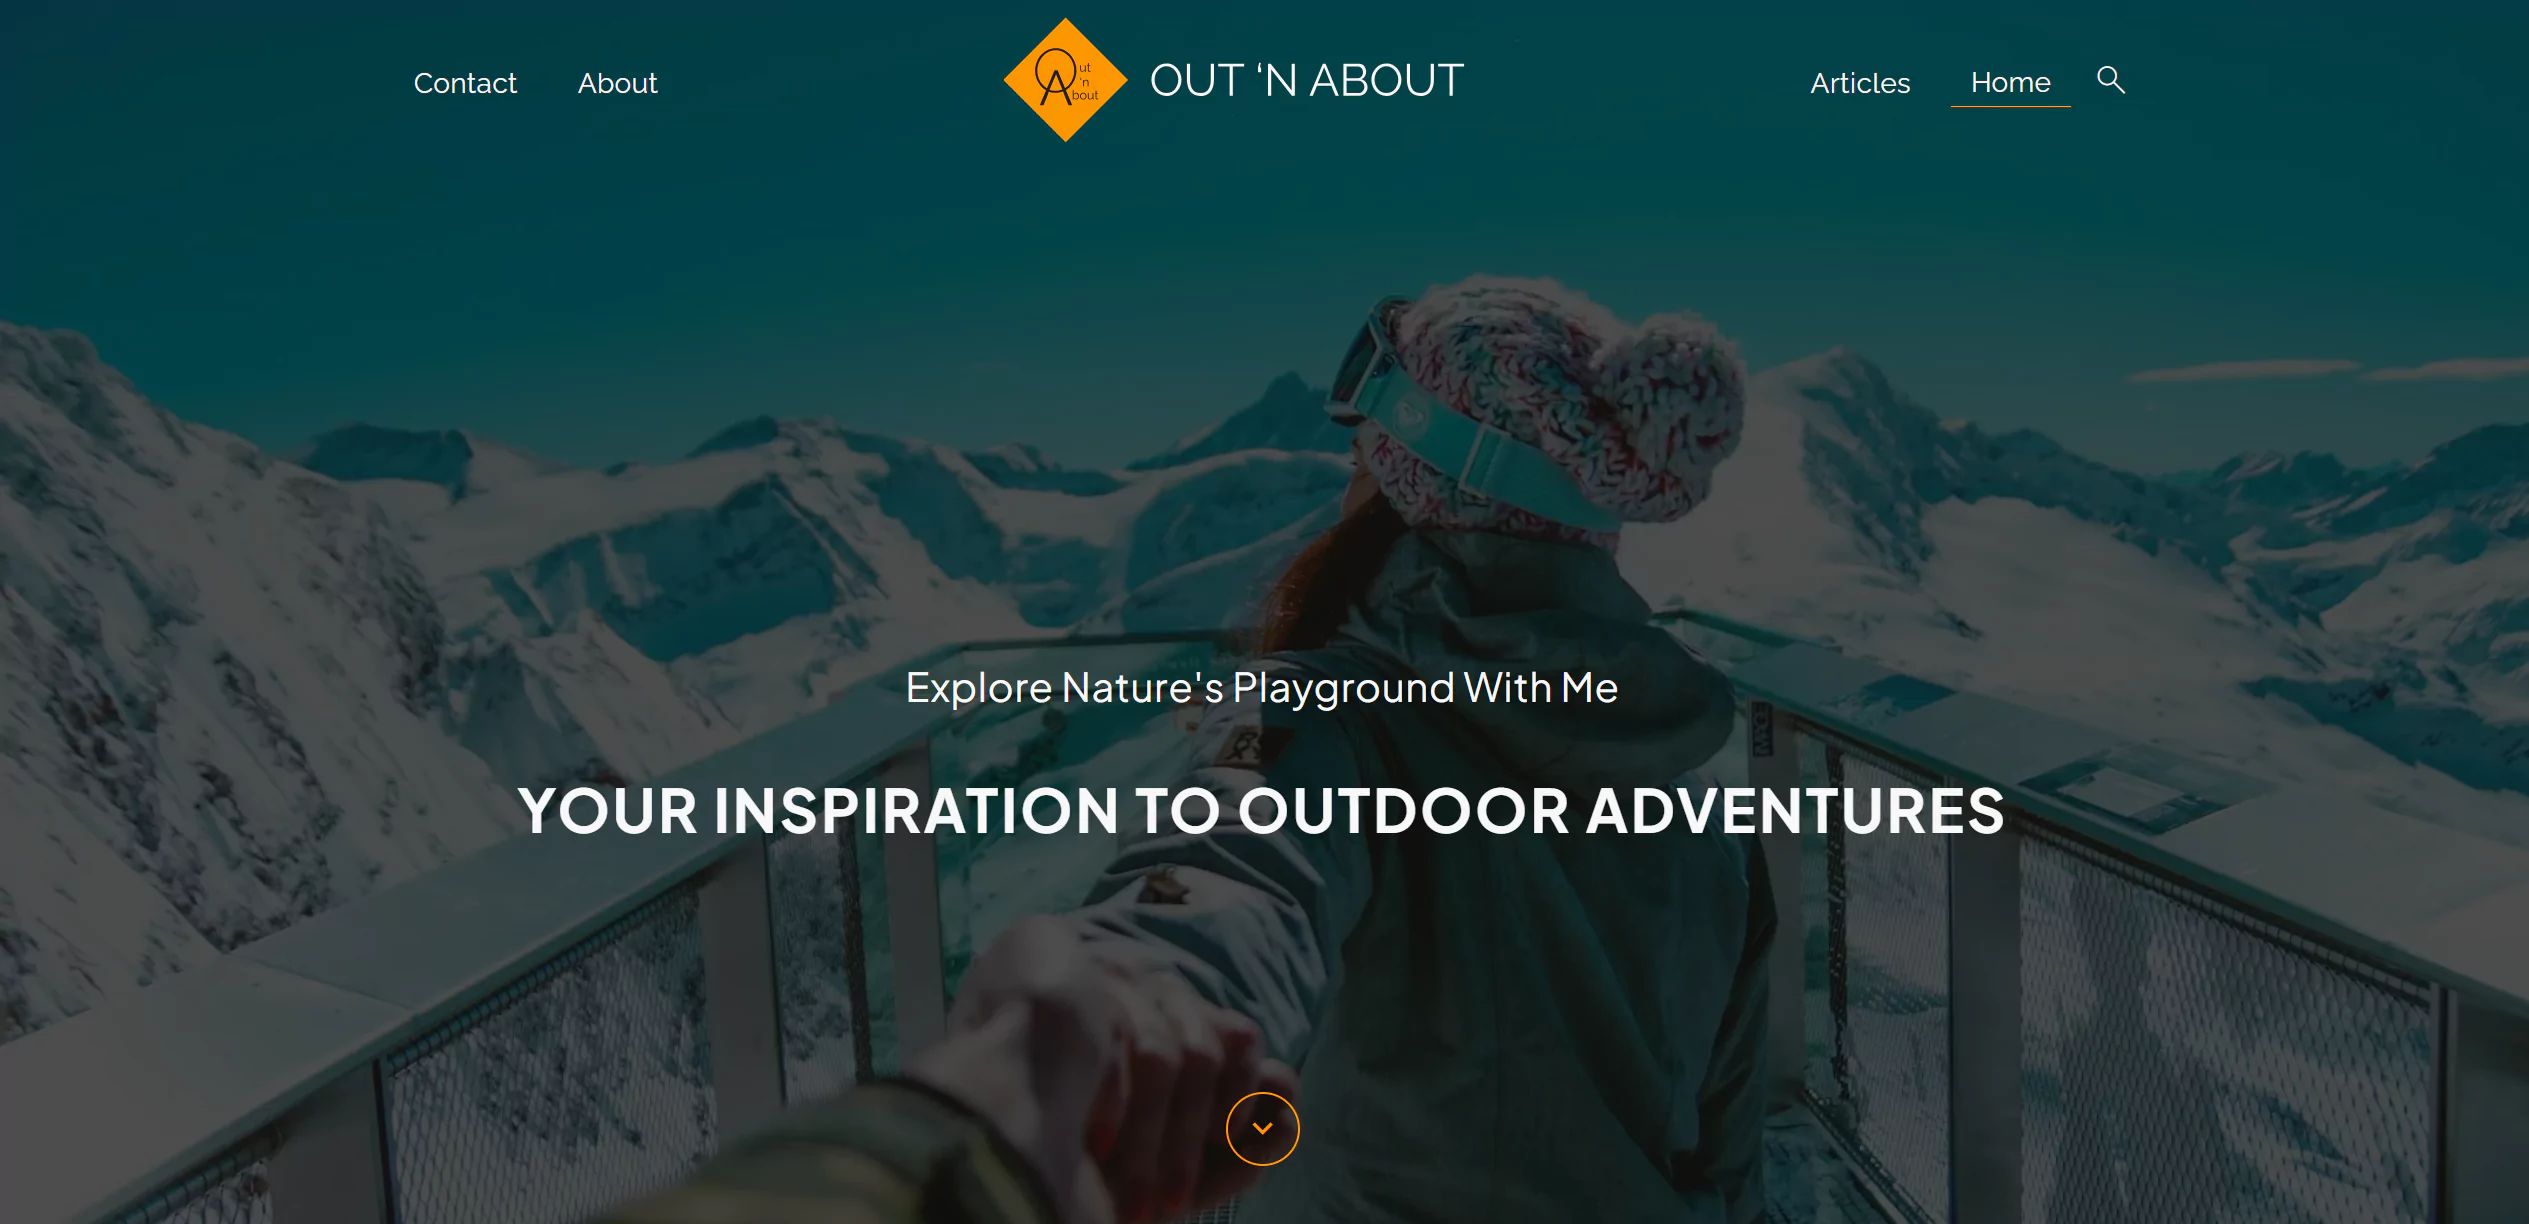 Contact
About
Out 'n About
OUT ‘N ABOUT
Articles
Home
Explore Nature's Playground With Me
YOUR INSPIRATION TO OUTDOOR ADVENTURES